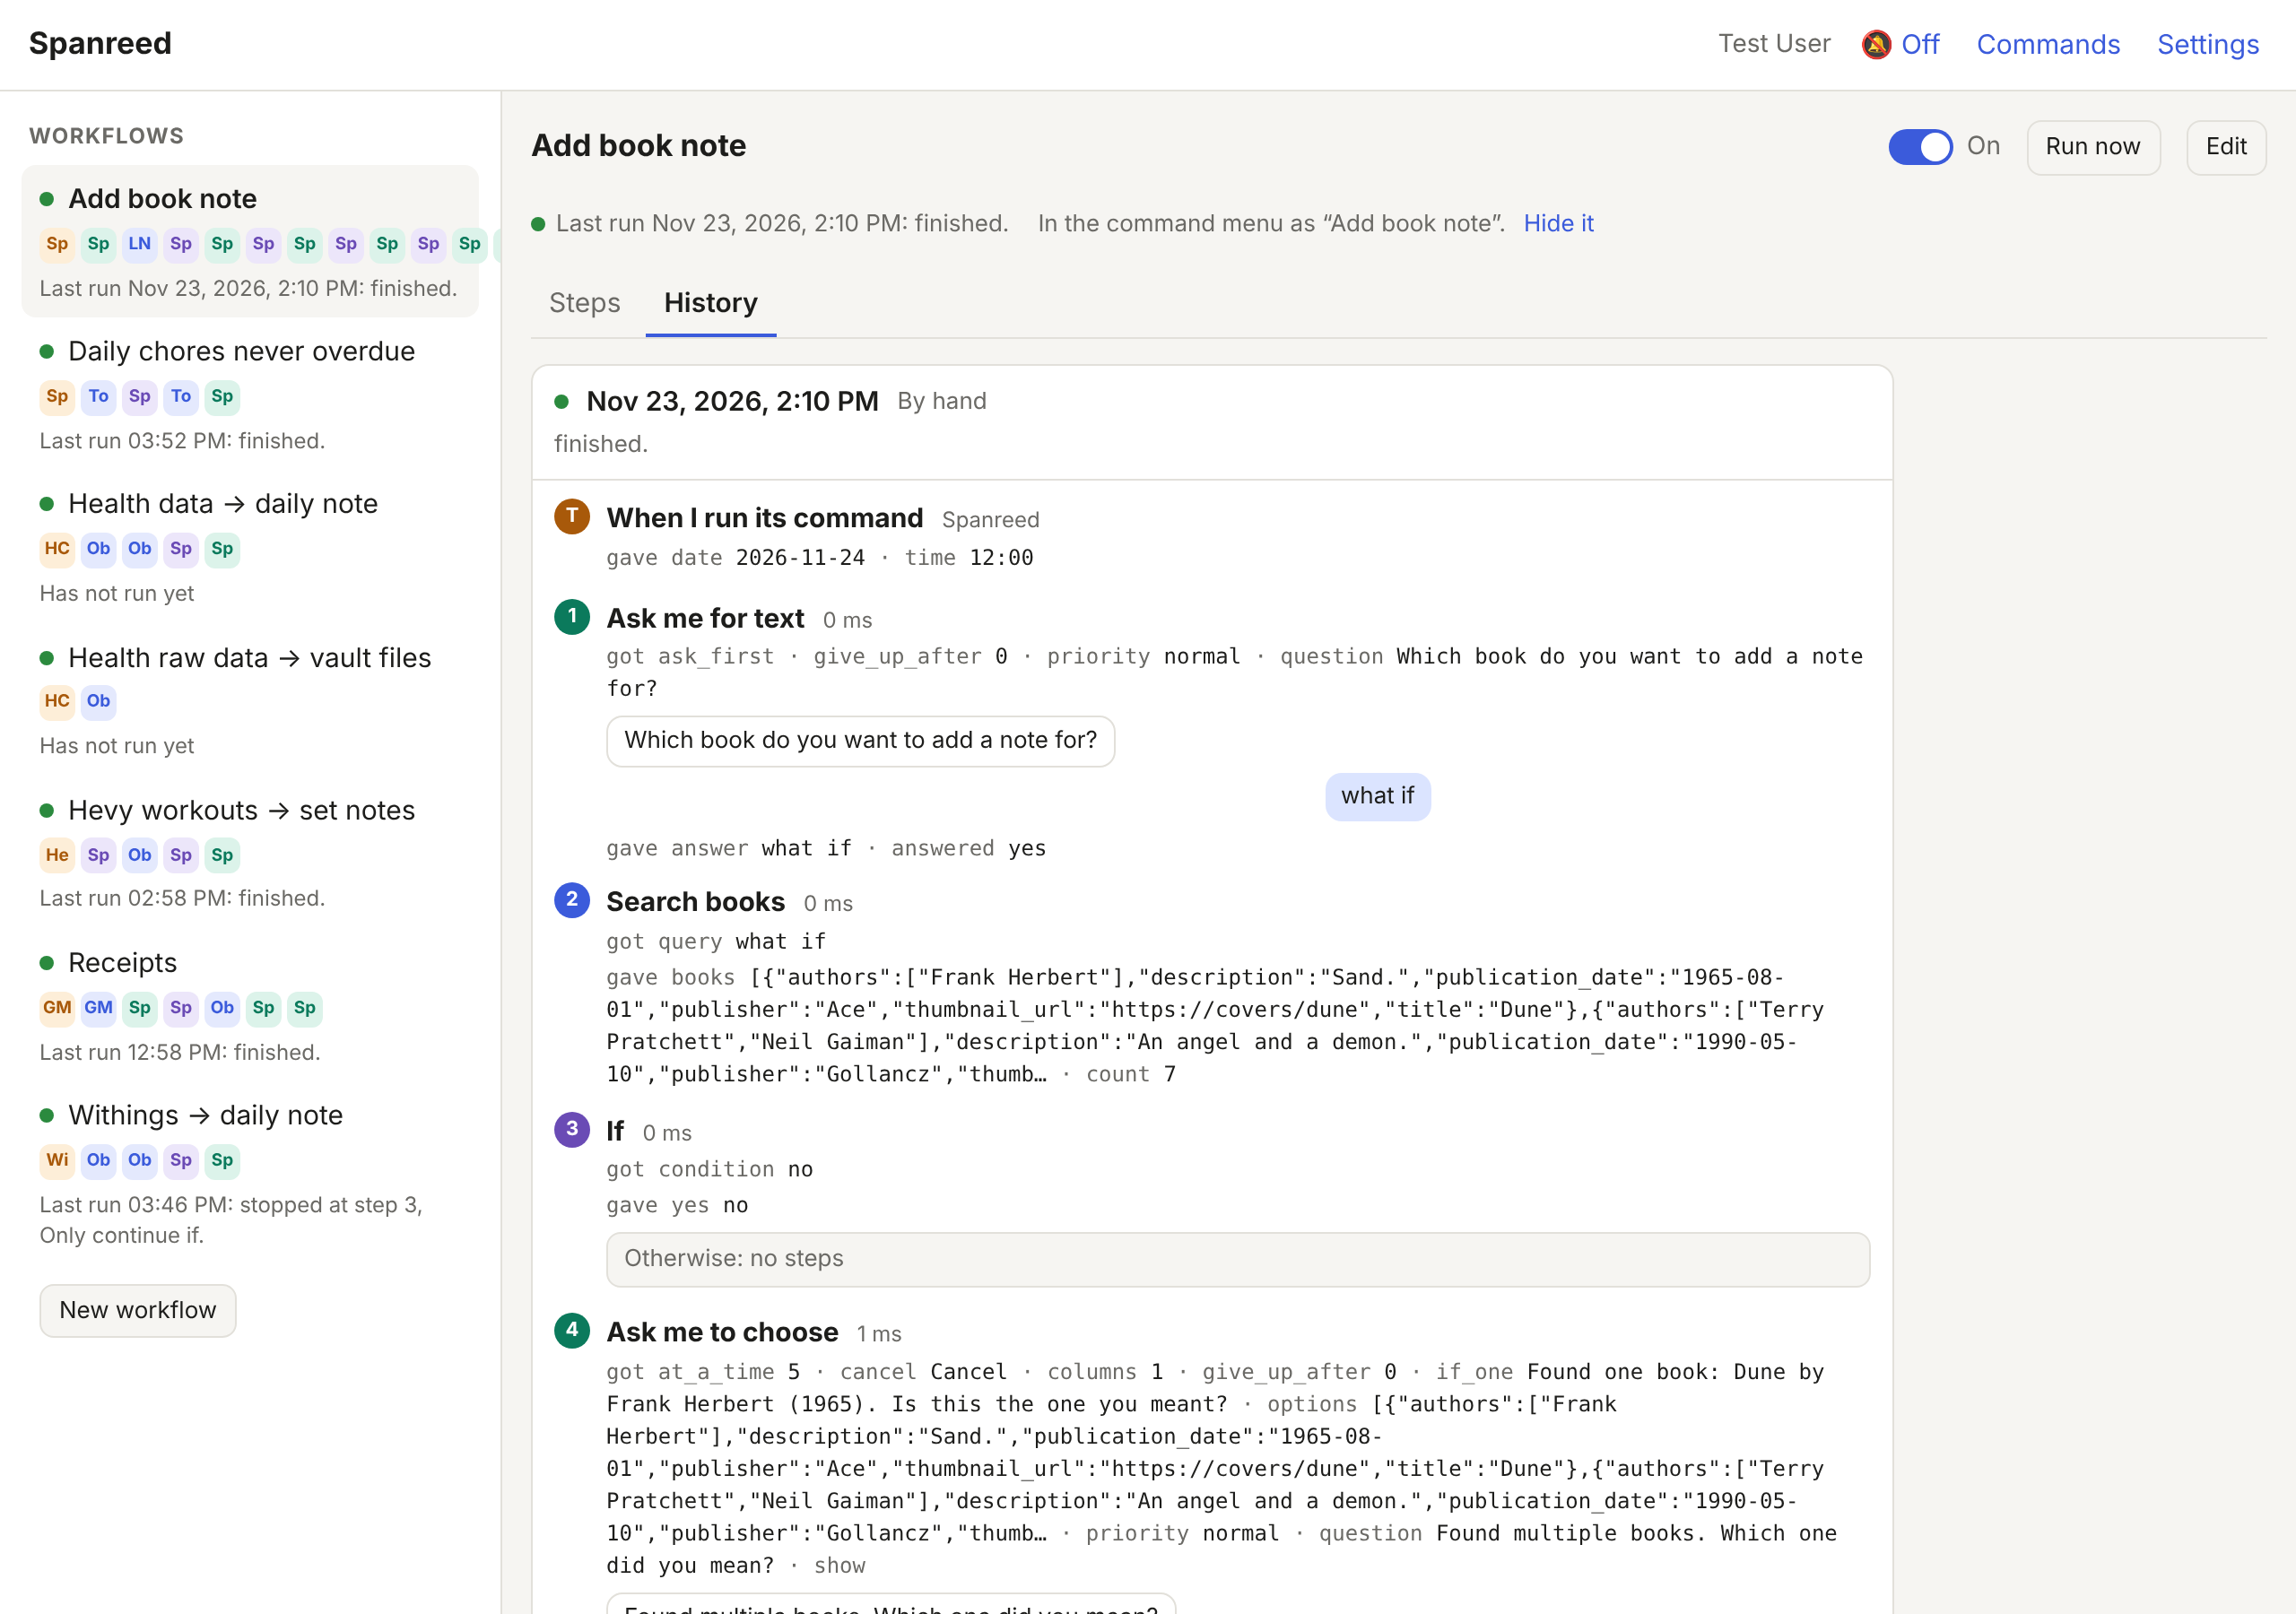 Spanreed
Test User
Off
Commands
Settings
WORKFLOWS
Add book note
Sp Sp LN Sp Sp Sp Sp Sp Sp Sp Sp
Last run Nov 23, 2026, 2:10 PM: finished.
Daily chores never overdue
Sp To Sp To Sp
Last run 03:52 PM: finished.
Health data → daily note
HC Ob Ob Sp Sp
Has not run yet
Health raw data → vault files
HC Ob
Has not run yet
Hevy workouts → set notes
He Sp Ob Sp Sp
Last run 02:58 PM: finished.
Receipts
GM GM Sp Sp Ob Sp Sp
Last run 12:58 PM: finished.
Withings → daily note
Wi Ob Ob Sp Sp
Last run 03:46 PM: stopped at step 3,
Only continue if.
New workflow
Add book note
On
Run now
Edit
Last run Nov 23, 2026, 2:10 PM: finished. In the command menu as “Add book note”. Hide it
Steps
History
Nov 23, 2026, 2:10 PM By hand
finished.
T When I run its command Spanreed
gave date 2026-11-24 · time 12:00
1 Ask me for text 0 ms
got ask_first · give_up_after 0 · priority normal · question Which book do you want to add a note
for?
Which book do you want to add a note for?
what if
gave answer what if · answered yes
2 Search books 0 ms
got query what if
gave books [{"authors":["Frank Herbert"],"description":"Sand.","publication_date":"1965-08-
01","publisher":"Ace","thumbnail_url":"https://covers/dune","title":"Dune"},{"authors":["Terry
Pratchett","Neil Gaiman"],"description":"An angel and a demon.","publication_date":"1990-05-
10","publisher":"Gollancz","thumb… · count 7
3 If 0 ms
got condition no
gave yes no
Otherwise: no steps
4 Ask me to choose 1 ms
got at_a_time 5 · cancel Cancel · columns 1 · give_up_after 0 · if_one Found one book: Dune by
Frank Herbert (1965). Is this the one you meant? · options [{"authors":["Frank
Herbert"],"description":"Sand.","publication_date":"1965-08-
01","publisher":"Ace","thumbnail_url":"https://covers/dune","title":"Dune"},{"authors":["Terry
Pratchett","Neil Gaiman"],"description":"An angel and a demon.","publication_date":"1990-05-
10","publisher":"Gollancz","thumb… · priority normal · question Found multiple books. Which one
did you mean? · show
Found multiple books. Which one did you mean?